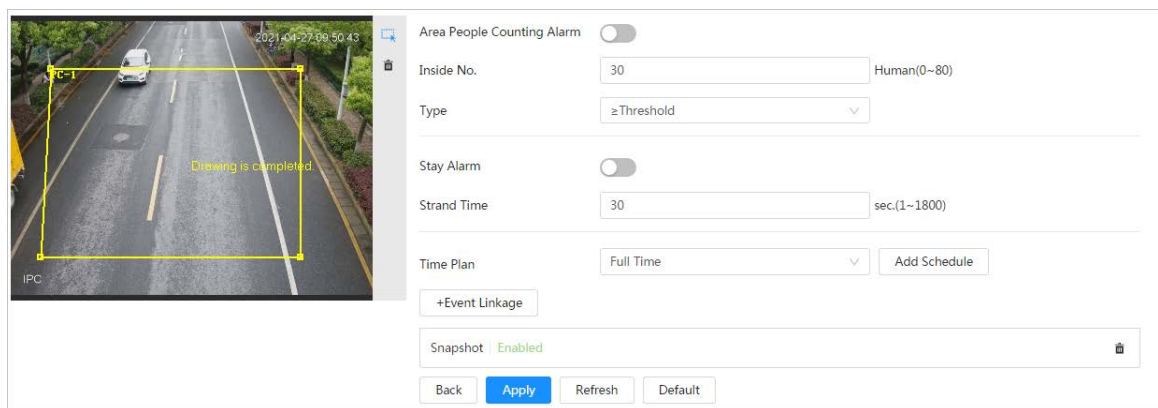 2021-04-27 09:50:43
PC-1
Drawing is completed.
IPC
Area People Counting Alarm
Inside No. 30 Human(0~80)
Type ≥Threshold
Stay Alarm
Strand Time 30 sec.(1~1800)
Time Plan Full Time Add Schedule
+Event Linkage
Snapshot Enabled
Back Apply Refresh Default